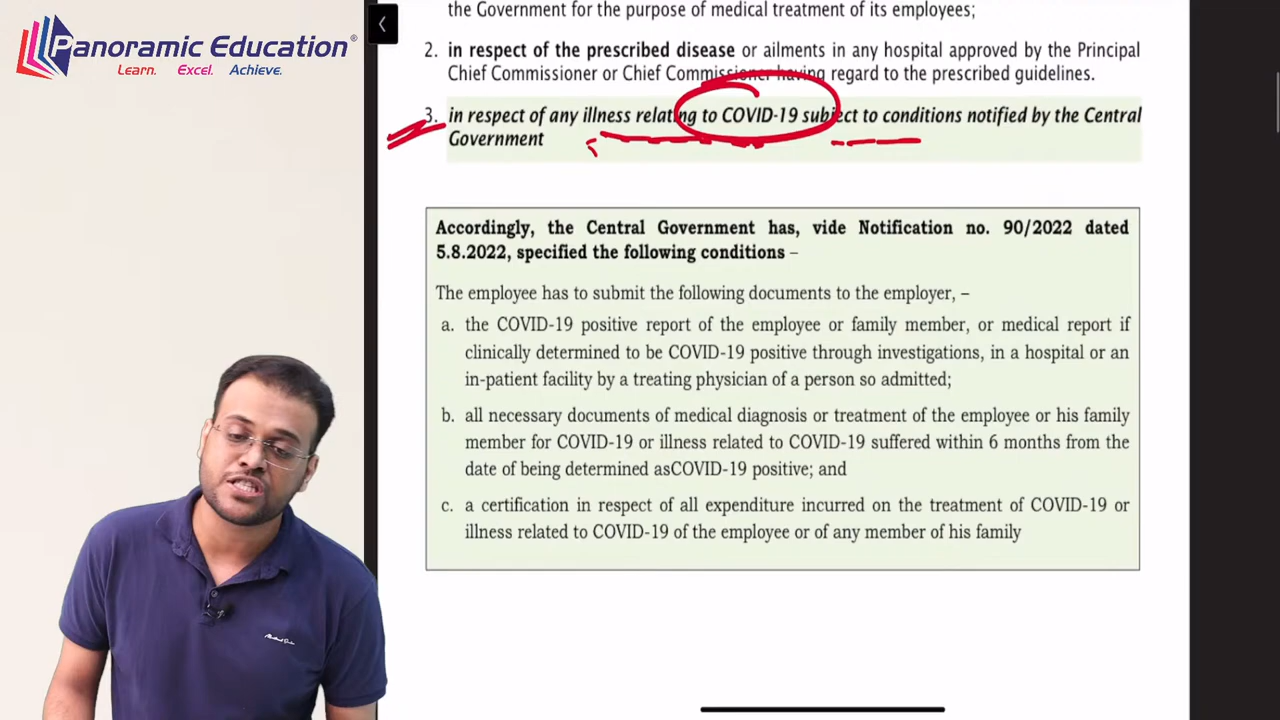 Panoramic Education®
Learn. Excel. Achieve.
the Government for the purpose of medical treatment of its employees;
2. in respect of the prescribed disease or ailments in any hospital approved by the Principal
Chief Commissioner or Chief Commissioner having regard to the prescribed guidelines.
3. in respect of any illness relating to COVID-19 subject to conditions notified by the Central
Government
Accordingly, the Central Government has, vide Notification no. 90/2022 dated
5.8.2022, specified the following conditions –
The employee has to submit the following documents to the employer, –
a. the COVID-19 positive report of the employee or family member, or medical report if
clinically determined to be COVID-19 positive through investigations, in a hospital or an
in-patient facility by a treating physician of a person so admitted;
b. all necessary documents of medical diagnosis or treatment of the employee or his family
member for COVID-19 or illness related to COVID-19 suffered within 6 months from the
date of being determined asCOVID-19 positive; and
c. a certification in respect of all expenditure incurred on the treatment of COVID-19 or
illness related to COVID-19 of the employee or of any member of his family